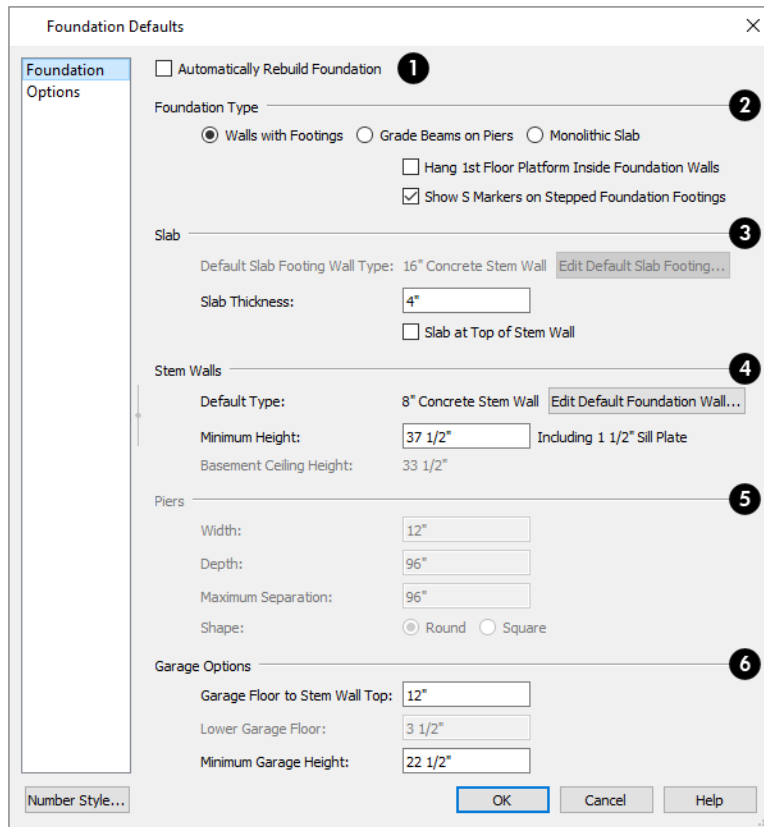 Foundation Defaults
Foundation
Options
Automatically Rebuild Foundation 1
Foundation Type 2
Walls with Footings Grade Beams on Piers Monolithic Slab
Hang 1st Floor Platform Inside Foundation Walls
Show S Markers on Stepped Foundation Footings
Slab 3
Default Slab Footing Wall Type: 16" Concrete Stem Wall Edit Default Slab Footing...
Slab Thickness: 4"
Slab at Top of Stem Wall
Stem Walls 4
Default Type: 8" Concrete Stem Wall Edit Default Foundation Wall...
Minimum Height: 37 1/2" Including 1 1/2" Sill Plate
Basement Ceiling Height: 33 1/2"
Piers 5
Width: 12"
Depth: 96"
Maximum Separation: 96"
Shape: Round Square
Garage Options 6
Garage Floor to Stem Wall Top: 12"
Lower Garage Floor: 3 1/2"
Minimum Garage Height: 22 1/2"
Number Style... OK Cancel Help